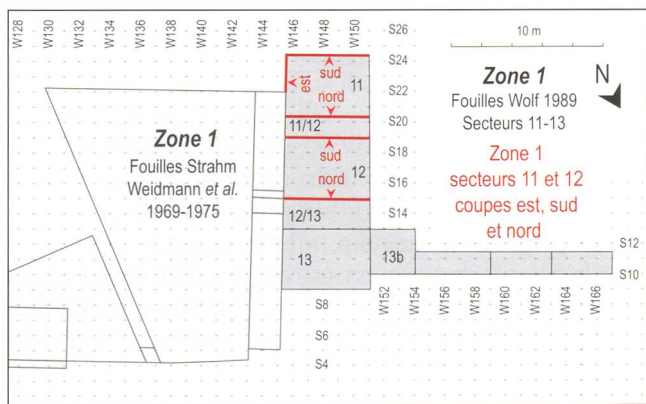 W128
W130
W132
W134
W136
W138
W140
W142
W144
W146
W148
W150
S26
S24
S22
S20
S18
S16
S14
10 m
Zone 1
Fouilles Wolf 1989
Secteurs 11-13
N
Zone 1
secteurs 11 et 12
coupes est, sud
et nord
Zone 1
Fouilles Strahm
Weidmann et al.
1969-1975
est
sud
nord
11
11/12
sud
nord
12
12/13
13
13b
S12
S10
W152
W154
W156
W158
W160
W162
W164
W166
S8
S6
S4